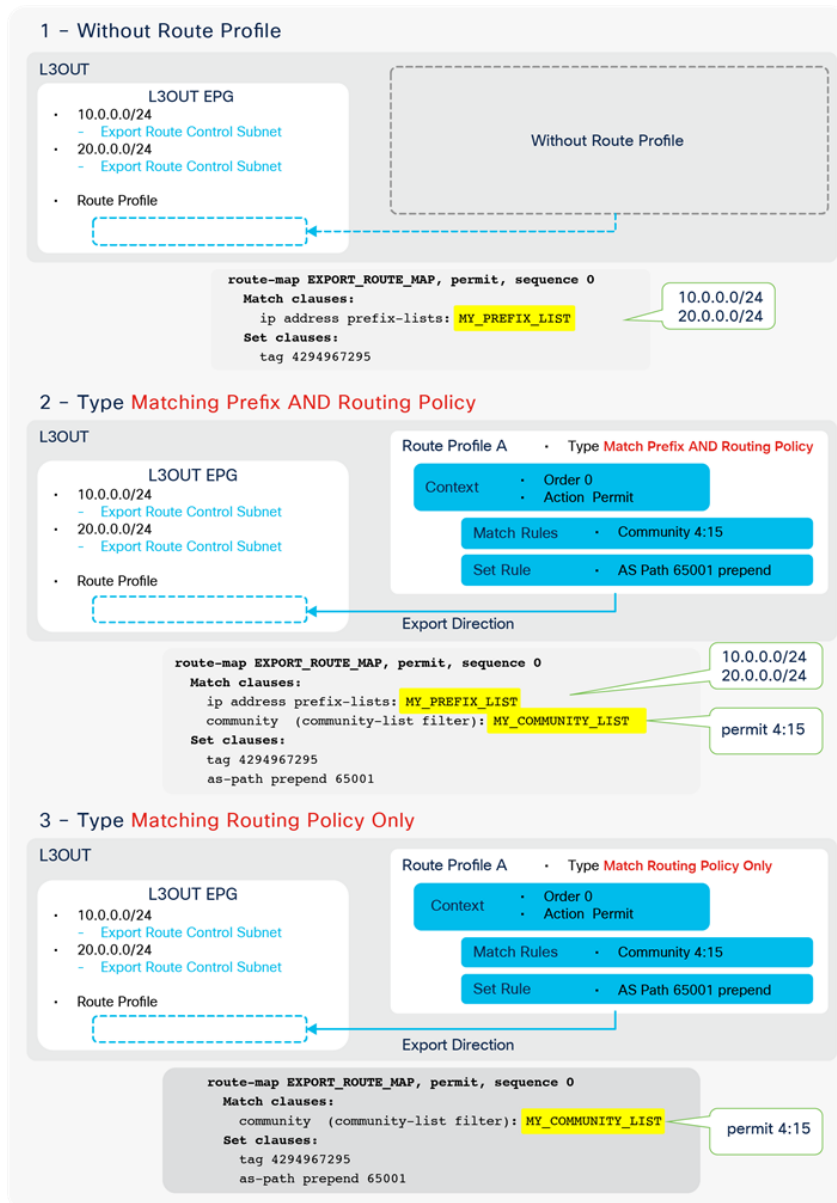 1 – Without Route Profile
L3OUT
L3OUT EPG
• 10.0.0.0/24
– Export Route Control Subnet
• 20.0.0.0/24
– Export Route Control Subnet
• Route Profile
Without Route Profile
route-map EXPORT_ROUTE_MAP, permit, sequence 0
Match clauses:
ip address prefix-lists: MY_PREFIX_LIST
Set clauses:
tag 4294967295
10.0.0.0/24
20.0.0.0/24
2 – Type Matching Prefix AND Routing Policy
L3OUT
L3OUT EPG
• 10.0.0.0/24
– Export Route Control Subnet
• 20.0.0.0/24
– Export Route Control Subnet
• Route Profile
Route Profile A • Type Match Prefix AND Routing Policy
Context • Order 0
• Action Permit
Match Rules • Community 4:15
Set Rule • AS Path 65001 prepend
Export Direction
route-map EXPORT_ROUTE_MAP, permit, sequence 0
Match clauses:
ip address prefix-lists: MY_PREFIX_LIST
community (community-list filter): MY_COMMUNITY_LIST
Set clauses:
tag 4294967295
as-path prepend 65001
10.0.0.0/24
20.0.0.0/24
permit 4:15
3 – Type Matching Routing Policy Only
L3OUT
L3OUT EPG
• 10.0.0.0/24
– Export Route Control Subnet
• 20.0.0.0/24
– Export Route Control Subnet
• Route Profile
Route Profile A • Type Match Routing Policy Only
Context • Order 0
• Action Permit
Match Rules • Community 4:15
Set Rule • AS Path 65001 prepend
Export Direction
route-map EXPORT_ROUTE_MAP, permit, sequence 0
Match clauses:
community (community-list filter): MY_COMMUNITY_LIST
Set clauses:
tag 4294967295
as-path prepend 65001
permit 4:15